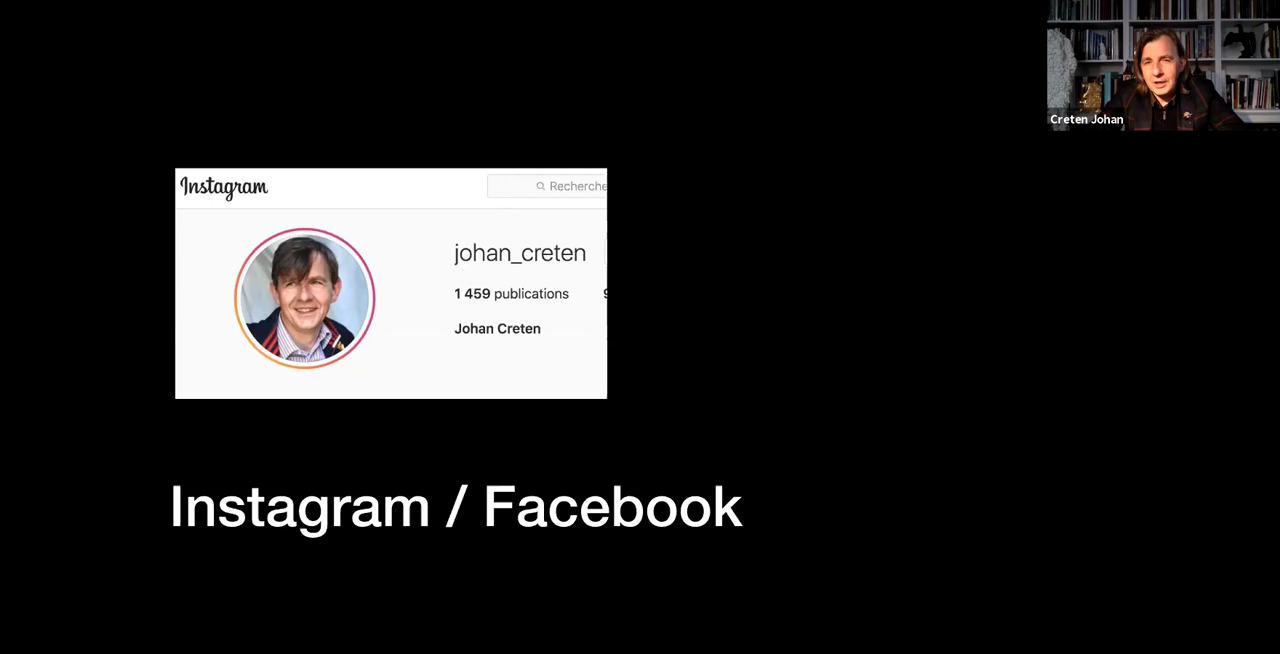 Creten Johan
Instagram
Recherche
johan_creten
1 459 publications
Johan Creten
Instagram / Facebook